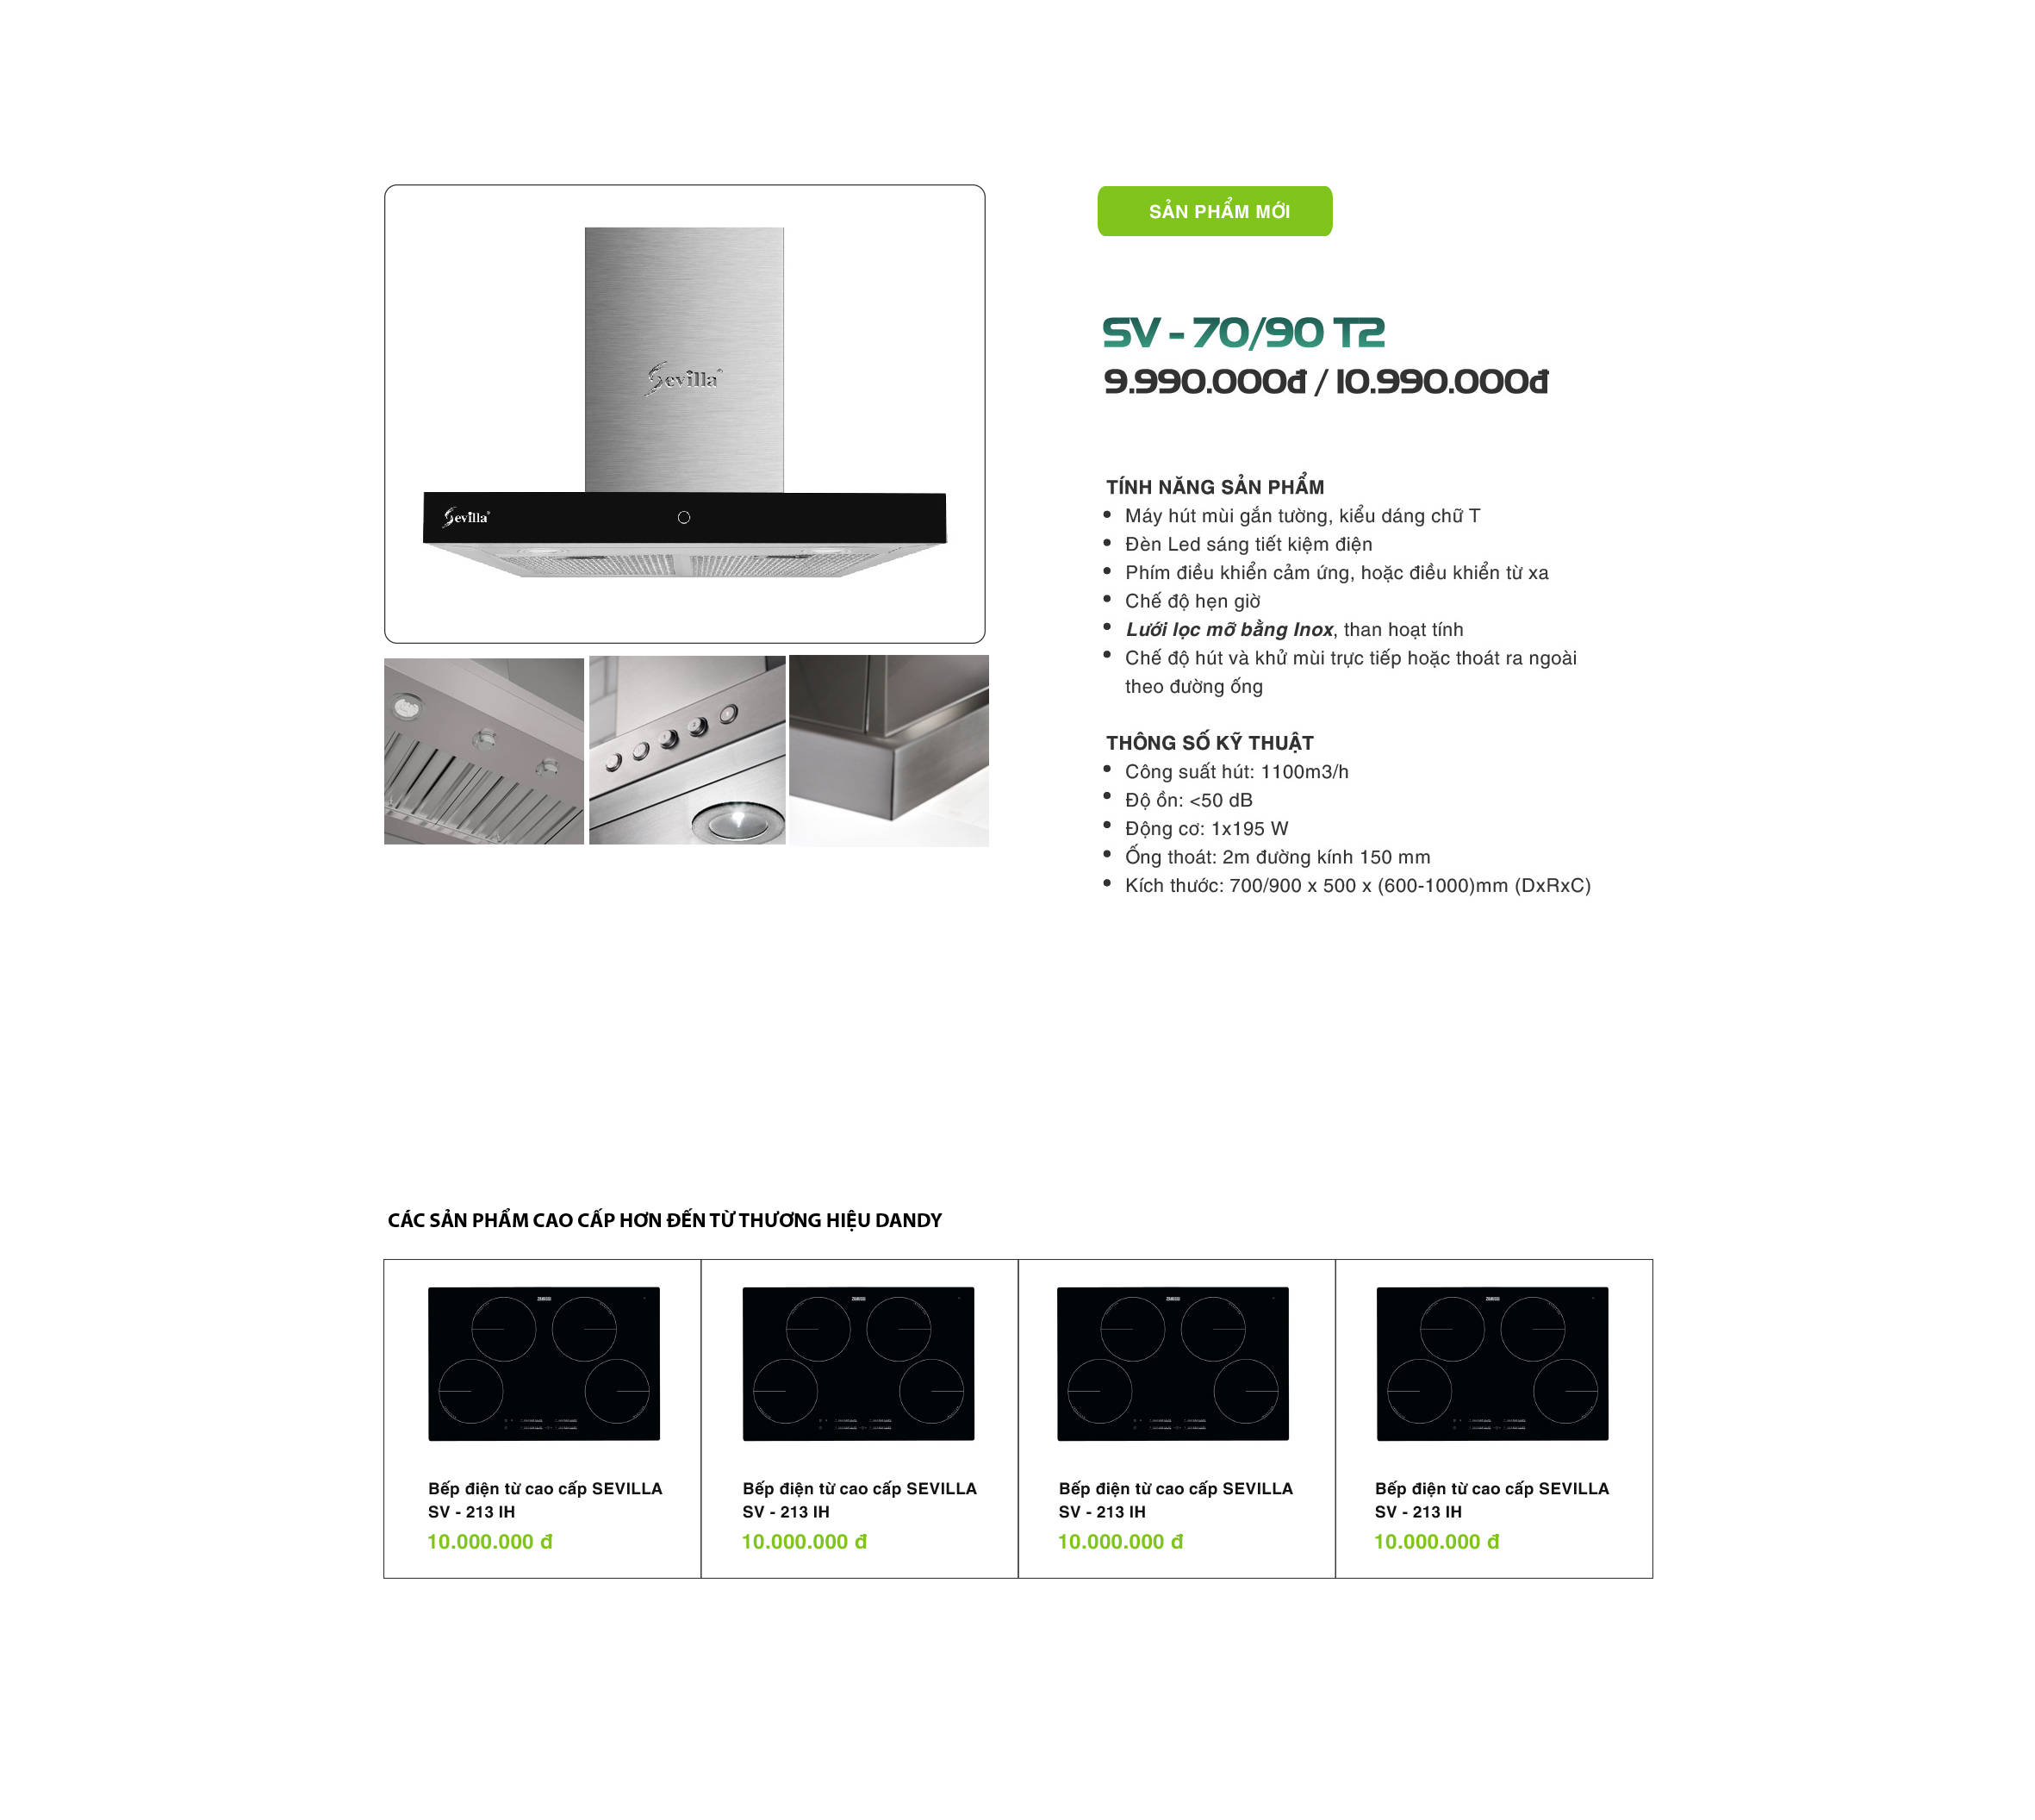 Sevilla
Sevilla
SẢN PHẨM MỚI
SV - 70/90 T2
9.990.000đ / 10.990.000đ
TÍNH NĂNG SẢN PHẨM
• Máy hút mùi gắn tường, kiểu dáng chữ T
• Đèn Led sáng tiết kiệm điện
• Phím điều khiển cảm ứng, hoặc điều khiển từ xa
• Chế độ hẹn giờ
• Lưới lọc mỡ bằng Inox, than hoạt tính
• Chế độ hút và khử mùi trực tiếp hoặc thoát ra ngoài
theo đường ống
THÔNG SỐ KỸ THUẬT
• Công suất hút: 1100m3/h
• Độ ồn: <50 dB
• Động cơ: 1x195 W
• Ống thoát: 2m đường kính 150 mm
• Kích thước: 700/900 x 500 x (600-1000)mm (DxRxC)
CÁC SẢN PHẨM CAO CẤP HƠN ĐẾN TỪ THƯƠNG HIỆU DANDY
Bếp điện từ cao cấp SEVILLA
SV - 213 IH
10.000.000 đ
Bếp điện từ cao cấp SEVILLA
SV - 213 IH
10.000.000 đ
Bếp điện từ cao cấp SEVILLA
SV - 213 IH
10.000.000 đ
Bếp điện từ cao cấp SEVILLA
SV - 213 IH
10.000.000 đ